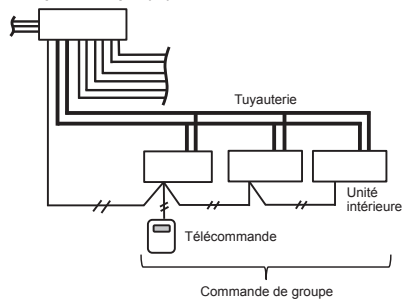 Tuyauterie
Unité
intérieure
Télécommande
Commande de groupe